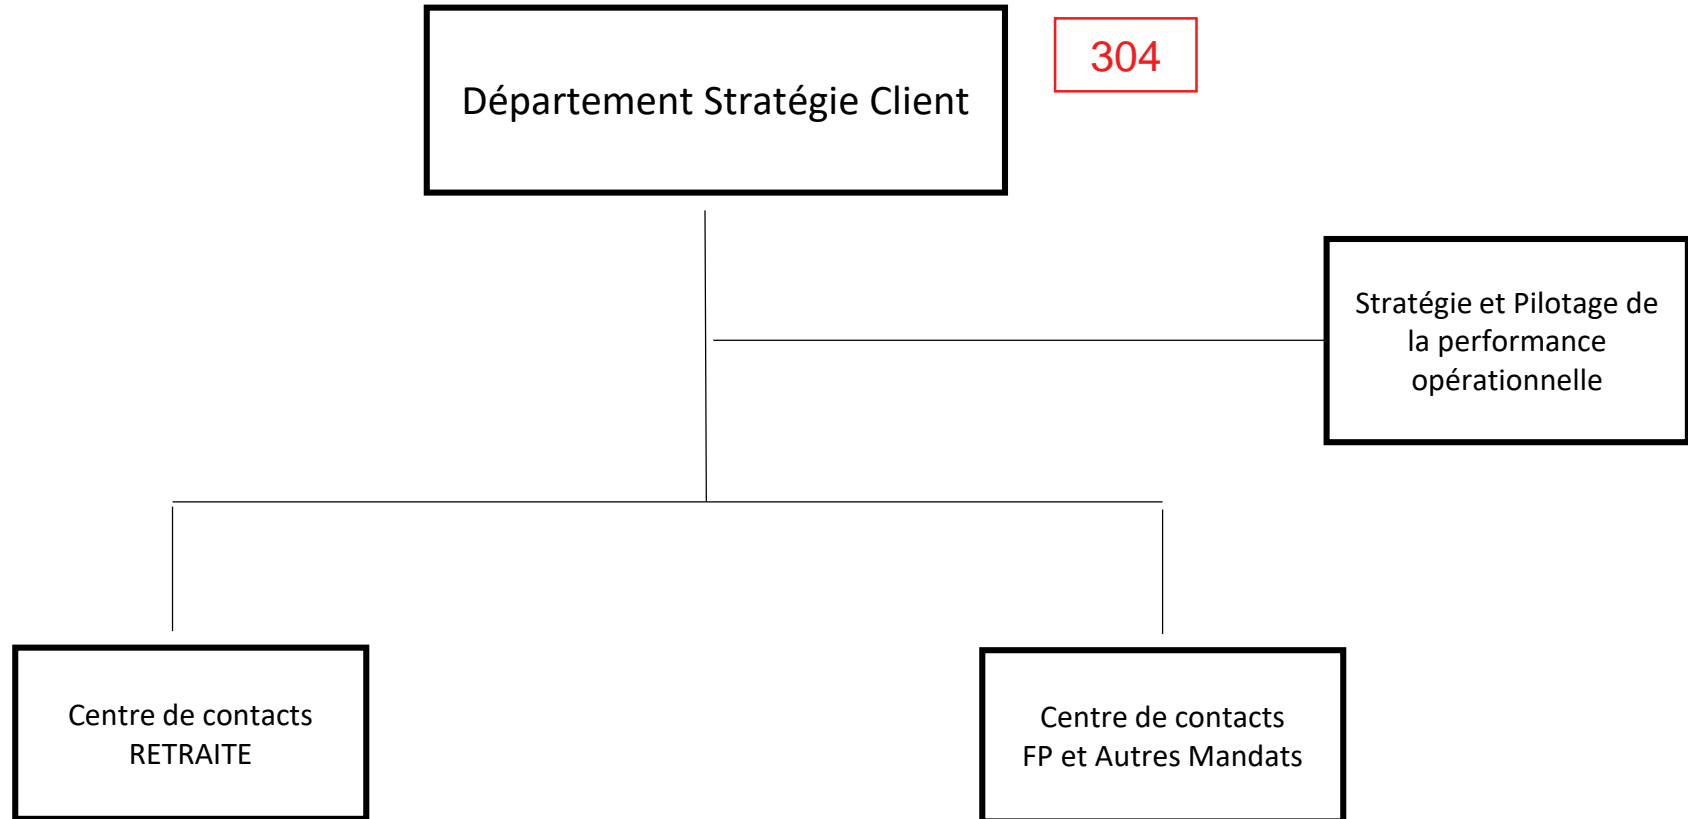 Département Stratégie Client
304
Stratégie et Pilotage de
la performance
opérationnelle
Centre de contacts
RETRAITE
Centre de contacts
FP et Autres Mandats